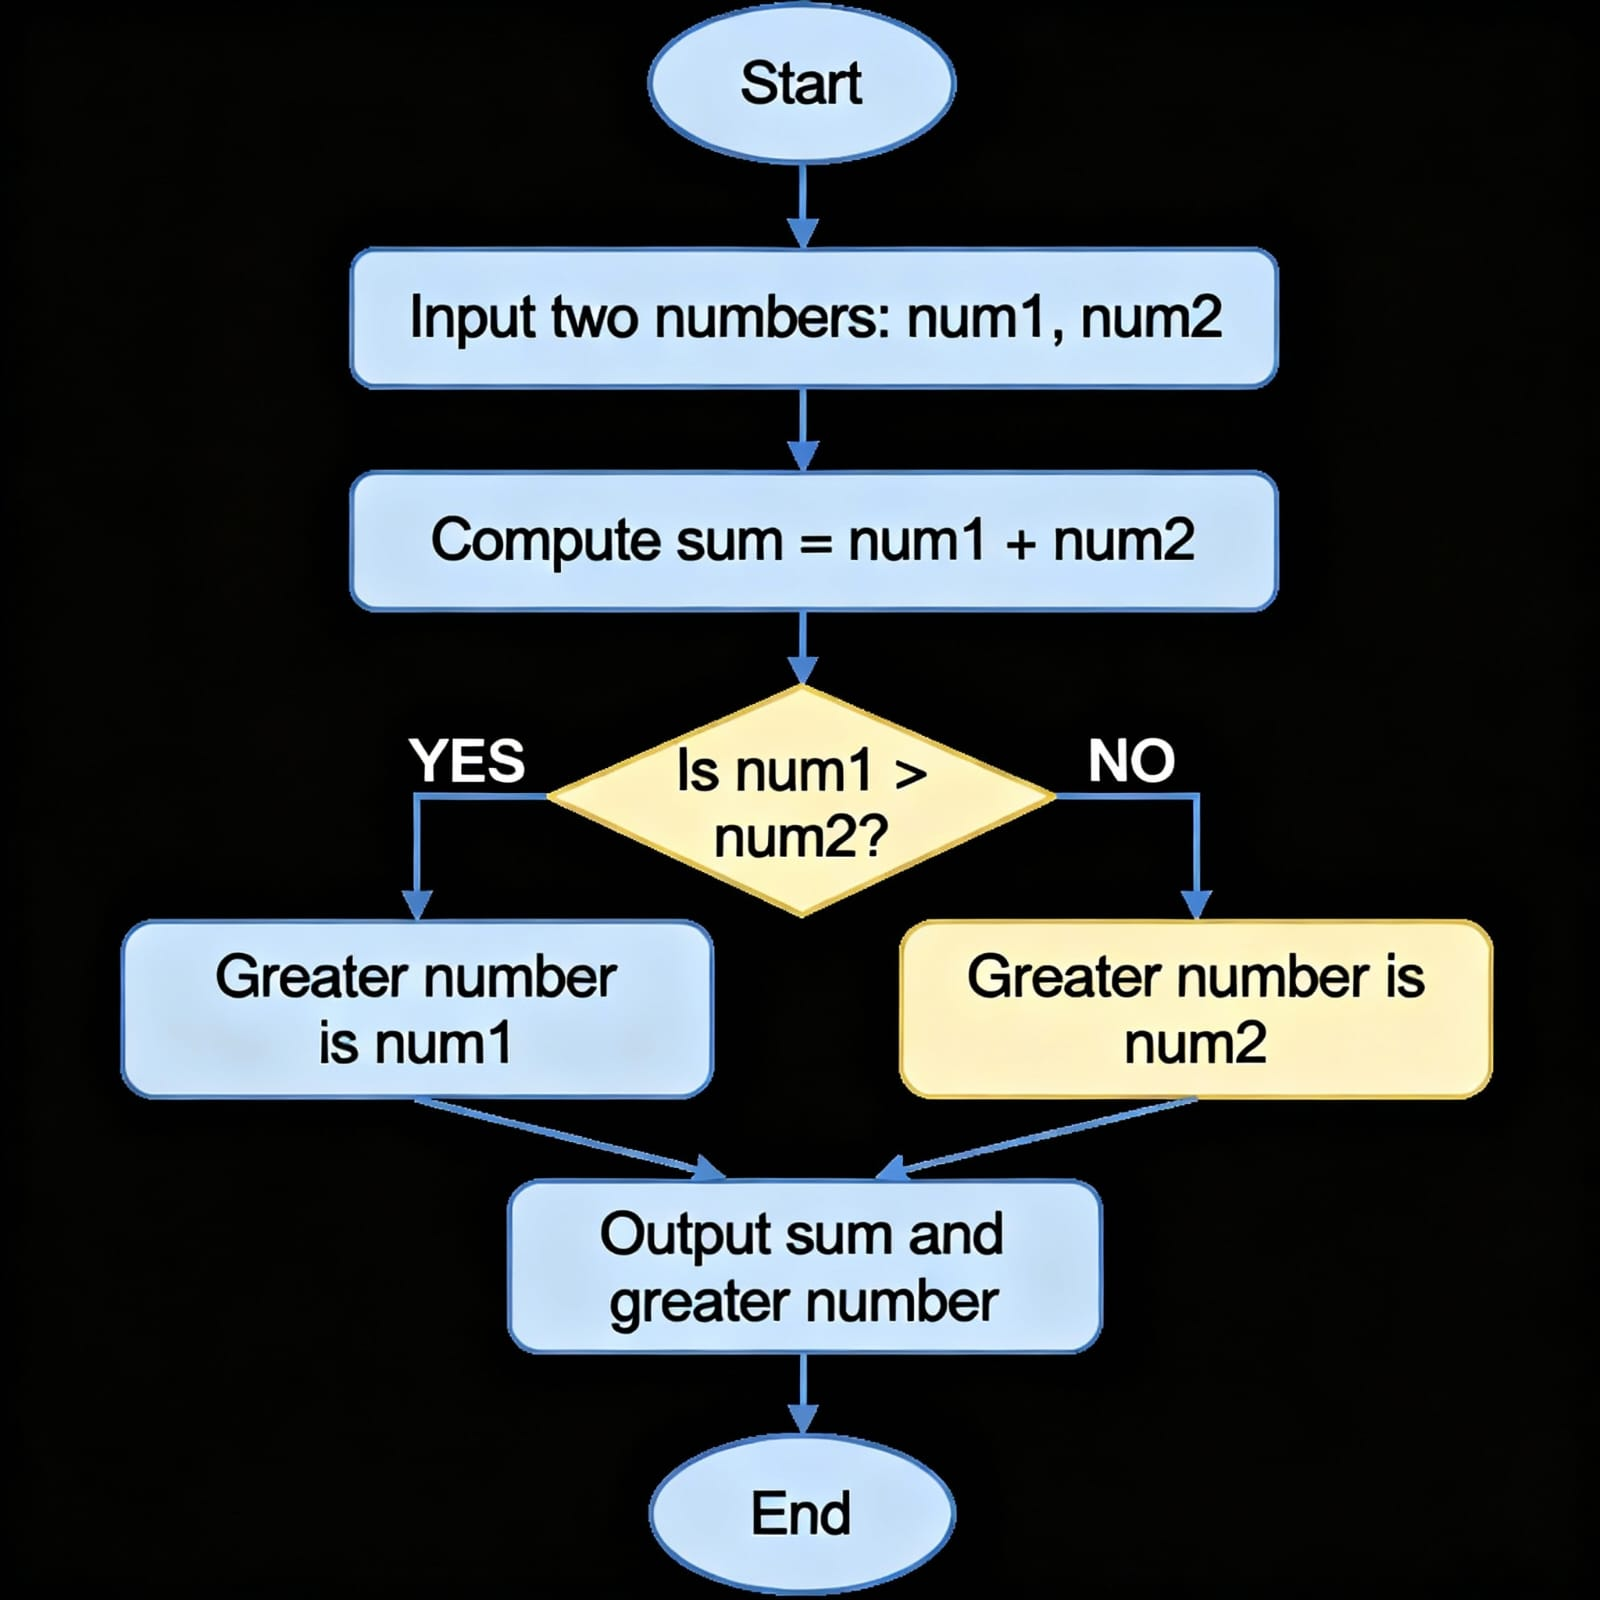 Start
Input two numbers: num1, num2
Compute sum = num1 + num2
Is num1 >
num2?
YES
NO
Greater number
is num1
Greater number is
num2
Output sum and
greater number
End